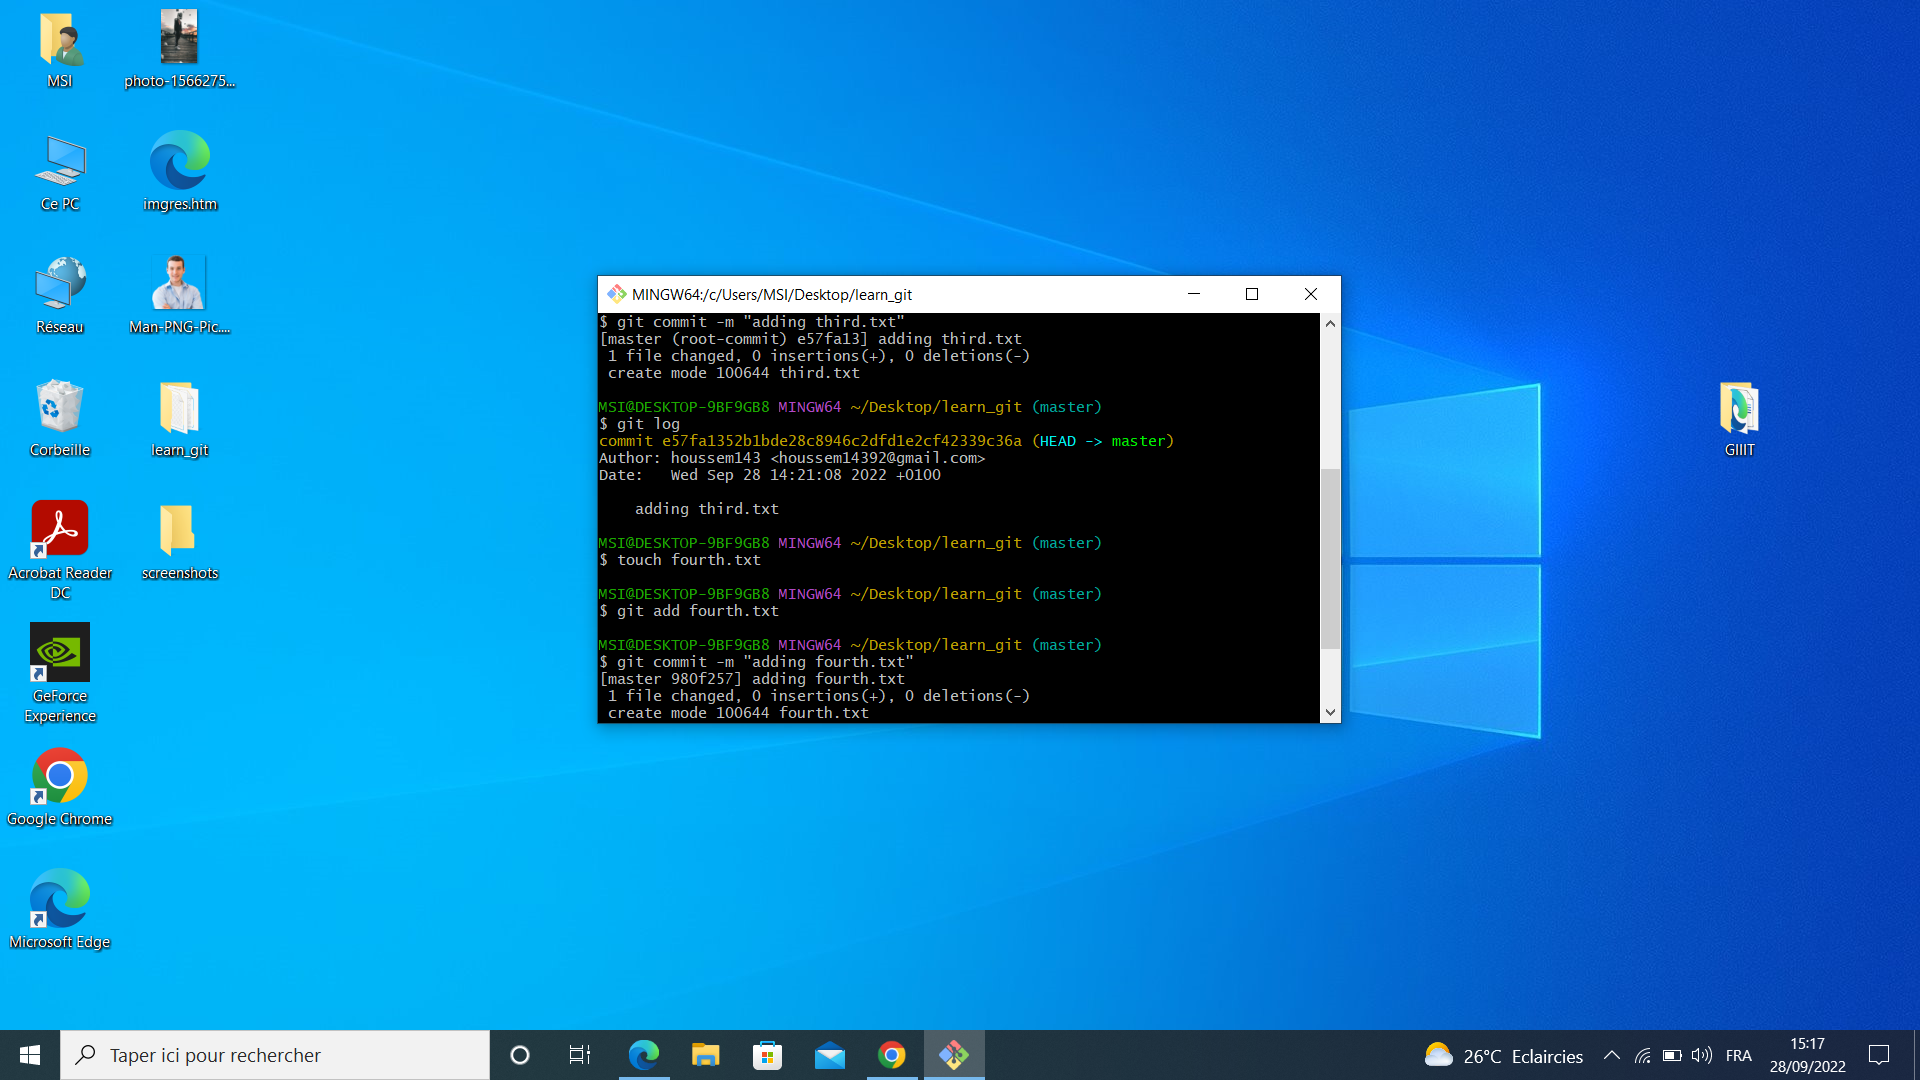 MSI
photo-1566275...
Ce PC
imgres.htm
Réseau
Man-PNG-Pic....
Corbeille
learn_git
Acrobat Reader
DC
screenshots
GeForce
Experience
Google Chrome
Microsoft Edge
GIIIT
MINGW64:/c/Users/MSI/Desktop/learn_git
$ git commit -m "adding third.txt"
[master (root-commit) e57fa13] adding third.txt
 1 file changed, 0 insertions(+), 0 deletions(-)
 create mode 100644 third.txt
MSI@DESKTOP-9BF9GB8 MINGW64 ~/Desktop/learn_git (master)
$ git log
commit e57fa1352b1bde28c8946c2dfd1e2cf42339c36a (HEAD -> master)
Author: houssem143 <houssem14392@gmail.com>
Date:   Wed Sep 28 14:21:08 2022 +0100
    adding third.txt
MSI@DESKTOP-9BF9GB8 MINGW64 ~/Desktop/learn_git (master)
$ touch fourth.txt
MSI@DESKTOP-9BF9GB8 MINGW64 ~/Desktop/learn_git (master)
$ git add fourth.txt
MSI@DESKTOP-9BF9GB8 MINGW64 ~/Desktop/learn_git (master)
$ git commit -m "adding fourth.txt"
[master 980f257] adding fourth.txt
 1 file changed, 0 insertions(+), 0 deletions(-)
 create mode 100644 fourth.txt
Taper ici pour rechercher
26°C Eclaircies
FRA
15:17
28/09/2022